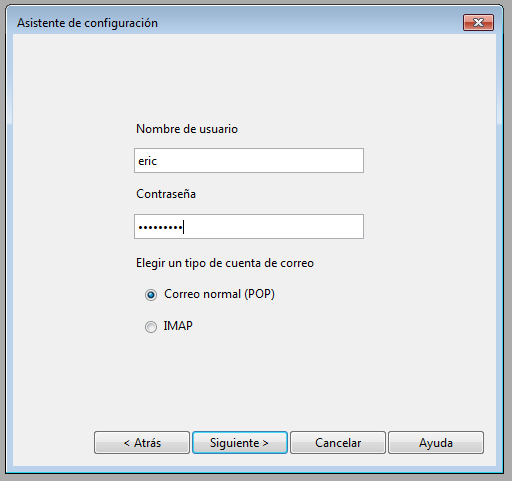 Asistente de configuración
Nombre de usuario
eric
Contraseña
•••••••••
Elegir un tipo de cuenta de correo
Correo normal (POP)
IMAP
< Atrás
Siguiente >
Cancelar
Ayuda